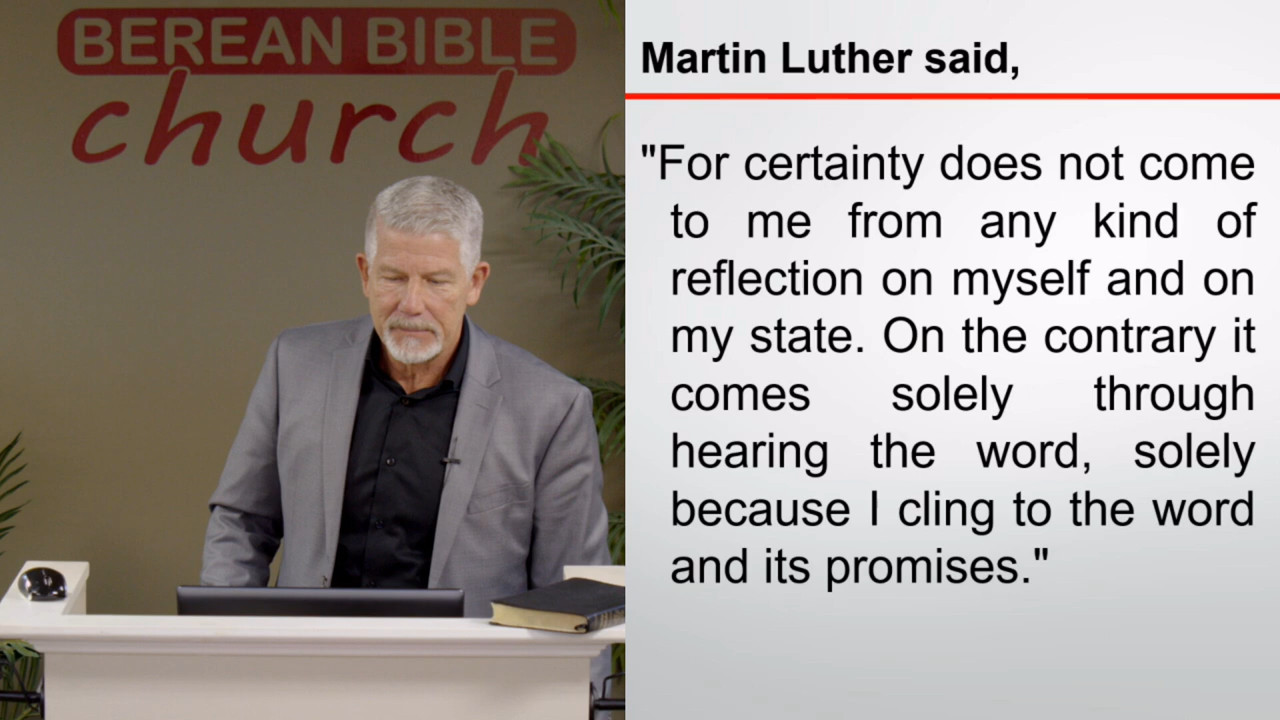 BEREAN BIBLE
church
Martin Luther said,
"For certainty does not come
to me from any kind of
reflection on myself and on
my state. On the contrary it
comes solely through
hearing the word, solely
because I cling to the word
and its promises."